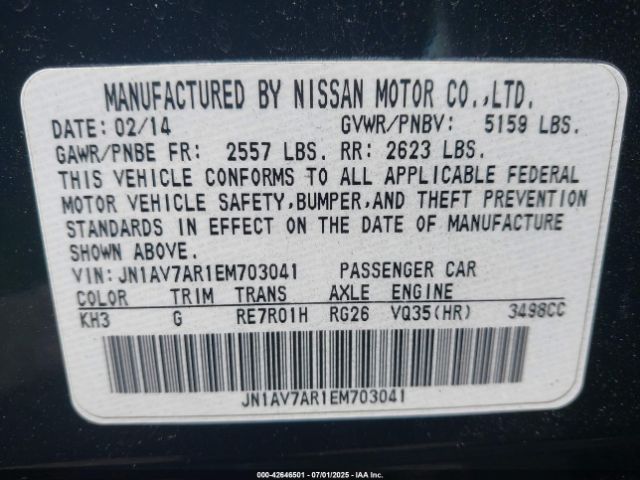 MANUFACTURED BY NISSAN MOTOR CO.,LTD.
DATE: 02/14 GVWR/PNBV: 5159 LBS.
GAWR/PNBE FR: 2557 LBS. RR: 2623 LBS.
THIS VEHICLE CONFORMS TO ALL APPLICABLE FEDERAL
MOTOR VEHICLE SAFETY,BUMPER,AND THEFT PREVENTION
STANDARDS IN EFFECT ON THE DATE OF MANUFACTURE
SHOWN ABOVE.
VIN: JN1AV7AR1EM703041 PASSENGER CAR
COLOR TRIM TRANS AXLE ENGINE
KH3 G RE7R01H RG26 VQ35(HR) 3498CC
JN1AV7AR1EM703041
000-42646501 - 07/01/2025 - IAA Inc.